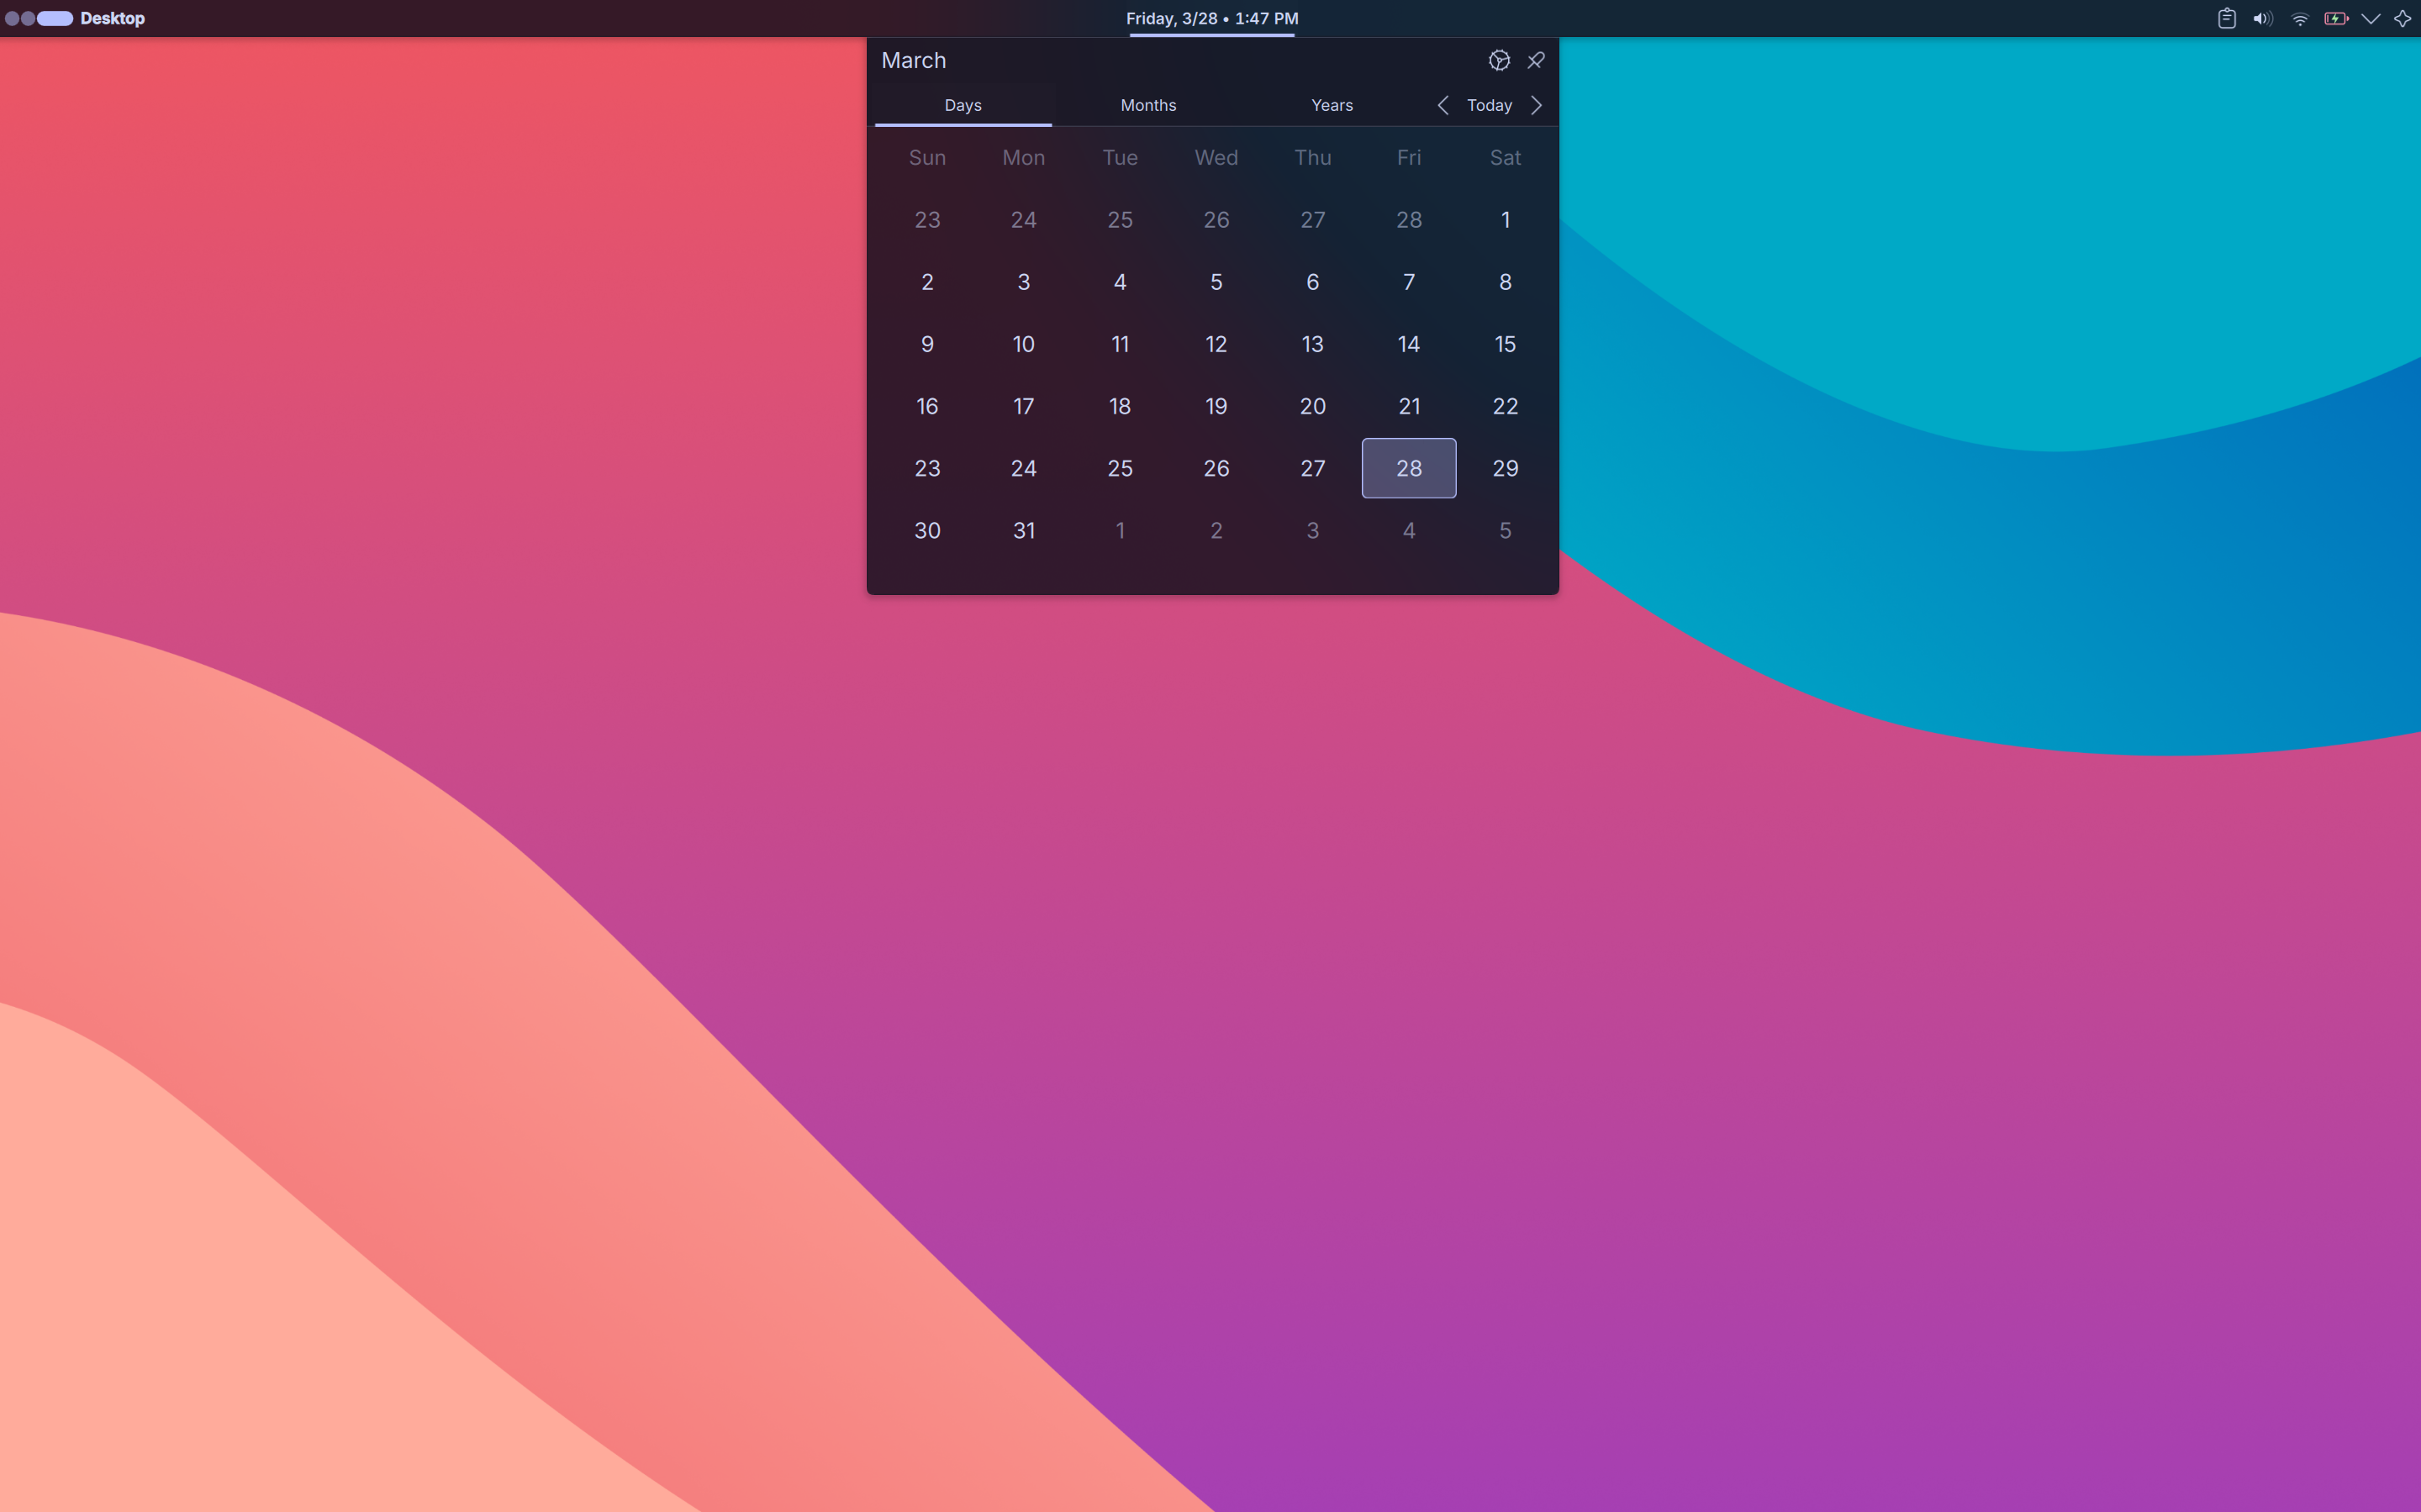 Desktop
Friday, 3/28 • 1:47 PM
March
Days Months Years Today
Sun Mon Tue Wed Thu Fri Sat
23 24 25 26 27 28 1
2 3 4 5 6 7 8
9 10 11 12 13 14 15
16 17 18 19 20 21 22
23 24 25 26 27 28 29
30 31 1 2 3 4 5